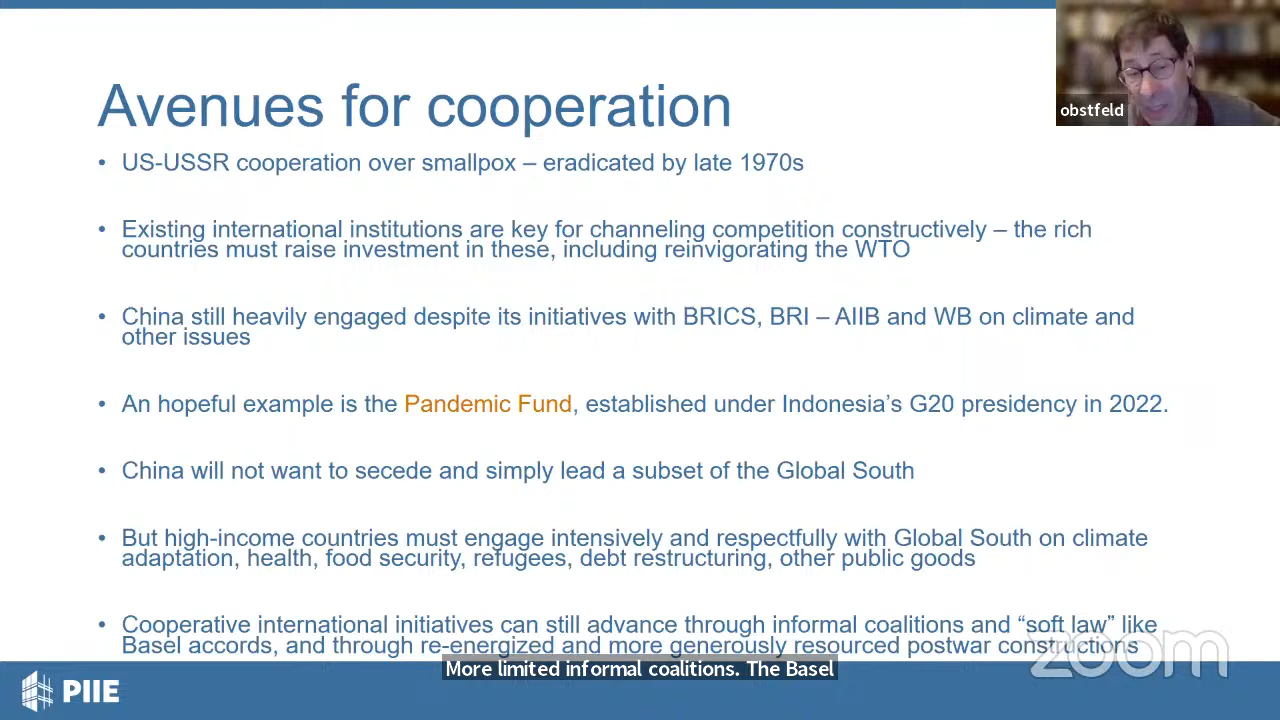 Avenues for cooperation
obstfeld
• US-USSR cooperation over smallpox – eradicated by late 1970s
• Existing international institutions are key for channeling competition constructively – the rich
countries must raise investment in these, including reinvigorating the WTO
• China still heavily engaged despite its initiatives with BRICS, BRI – AIIB and WB on climate and
other issues
• An hopeful example is the Pandemic Fund, established under Indonesia’s G20 presidency in 2022.
• China will not want to secede and simply lead a subset of the Global South
• But high-income countries must engage intensively and respectfully with Global South on climate
adaptation, health, food security, refugees, debt restructuring, other public goods
• Cooperative international initiatives can still advance through informal coalitions and “soft law” like
Basel accords, and through re-energized and more generously resourced postwar constructions
zoom
More limited informal coalitions. The Basel
PIIE